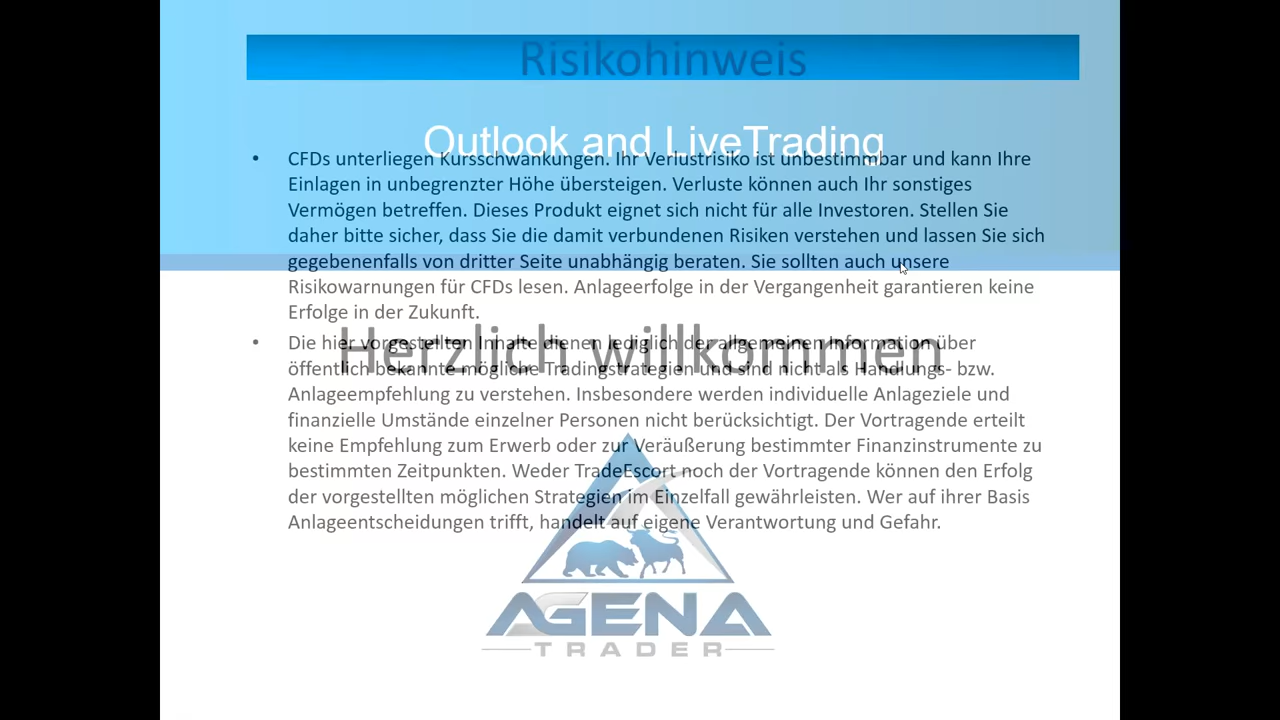 Risikohinweis
Outlook and LiveTrading
• CFDs unterliegen Kursschwankungen. Ihr Verlustrisiko ist unbestimmbar und kann Ihre
Einlagen in unbegrenzter Höhe übersteigen. Verluste können auch Ihr sonstiges
Vermögen betreffen. Dieses Produkt eignet sich nicht für alle Investoren. Stellen Sie
daher bitte sicher, dass Sie die damit verbundenen Risiken verstehen und lassen Sie sich
gegebenenfalls von dritter Seite unabhängig beraten. Sie sollten auch unsere
Risikowarnungen für CFDs lesen. Anlageerfolge in der Vergangenheit garantieren keine
Erfolge in der Zukunft.
Herzlich willkommen
• Die hier vorgestellten Inhalte dienen lediglich der allgemeinen Information über
öffentlich bekannte mögliche Tradingstrategien und sind nicht als Handlungs- bzw.
Anlageempfehlung zu verstehen. Insbesondere werden individuelle Anlageziele und
finanzielle Umstände einzelner Personen nicht berücksichtigt. Der Vortragende erteilt
keine Empfehlung zum Erwerb oder zur Veräußerung bestimmter Finanzinstrumente zu
bestimmten Zeitpunkten. Weder TradeEscort noch der Vortragende können den Erfolg
der vorgestellten möglichen Strategien im Einzelfall gewährleisten. Wer auf ihrer Basis
Anlageentscheidungen trifft, handelt auf eigene Verantwortung und Gefahr.
AGENA
TRADER